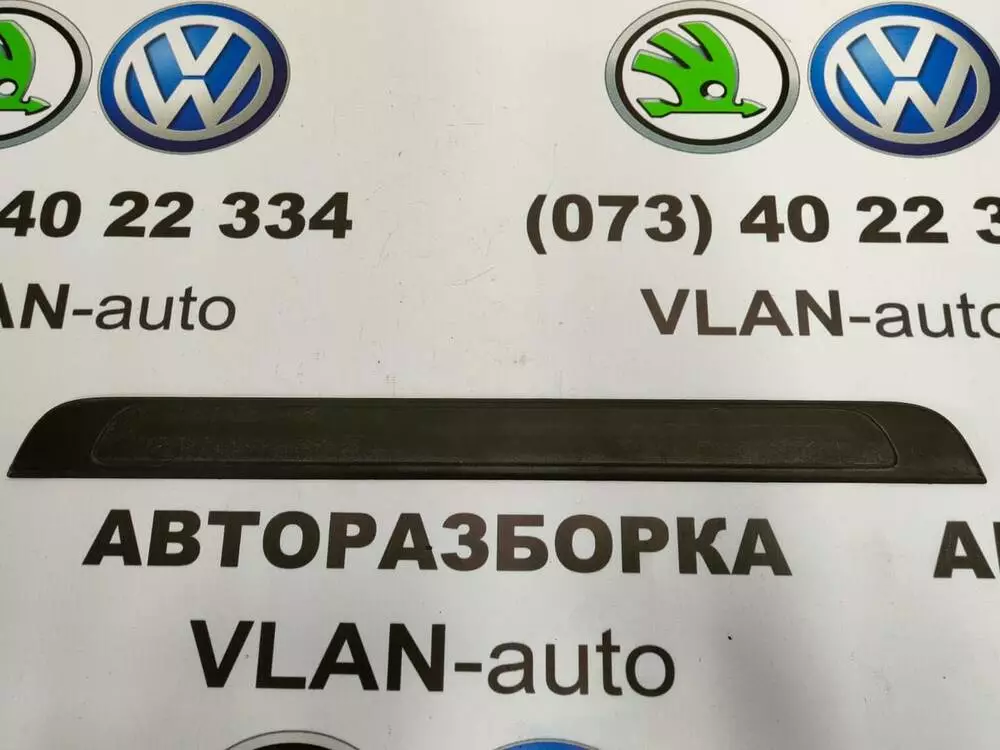 40 22 334
(073) 40 22 3
AN-auto
VLAN-auto
АВТОРАЗБОРКА
VLAN-auto